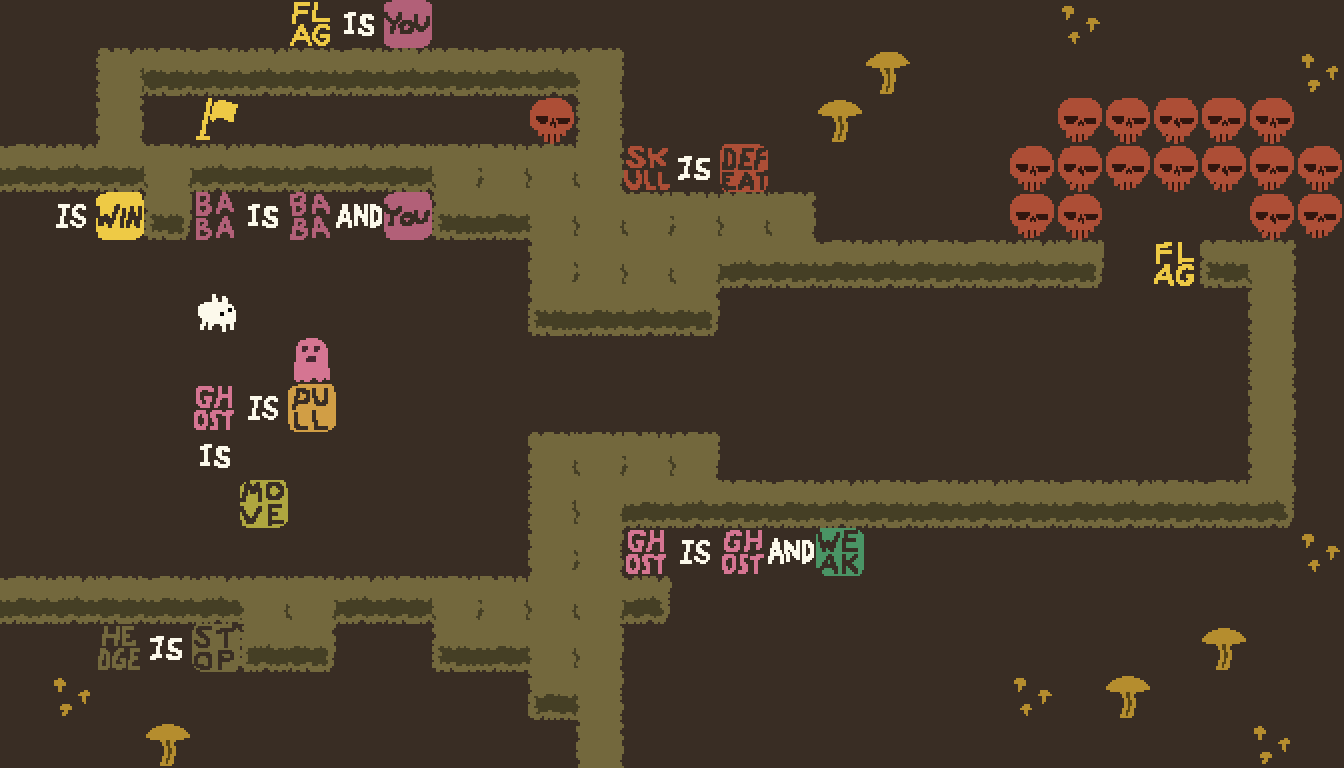 FLAG IS YOU
SKULL IS DEFEAT
IS WIN
BABA IS BABA AND YOU
FLAG
GHOST IS PULL
IS
MOVE
GHOST IS GHOST AND WEAK
HEDGE IS STOP